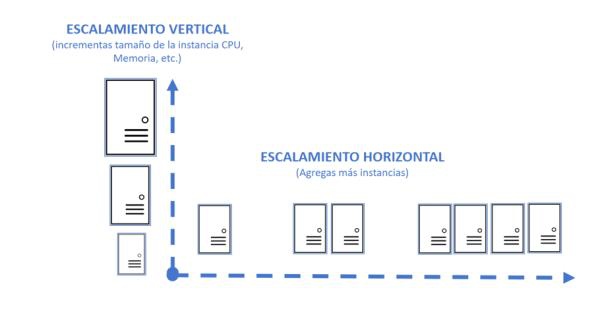 ESCALAMIENTO VERTICAL
(incrementas tamaño de la instancia CPU,
Memoria, etc.)
ESCALAMIENTO HORIZONTAL
(Agregas más instancias)